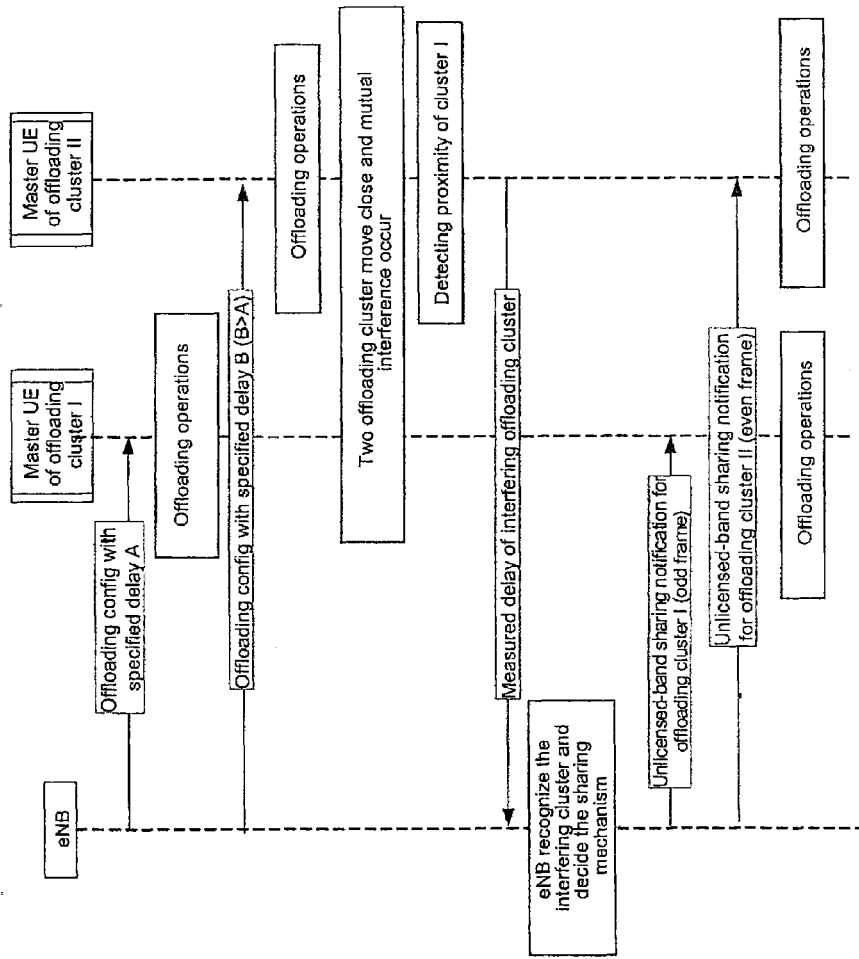 eNB
Master UE
of offloading
cluster I
Master UE
of offloading
cluster II
Offloading config with
specified delay A
Offloading operations
Offloading config with specified delay B (B>A)
Offloading operations
Two offloading cluster move close and mutual
interference occur
Detecting proximity of cluster I
Measured delay of interfering offloading cluster
eNB recognize the
interfering cluster and
decide the sharing
mechanism
Unlicensed-band sharing notification for
offloading cluster I (odd frame)
Unlicensed-band sharing notification
for offloading cluster II (even frame)
Offloading operations
Offloading operations